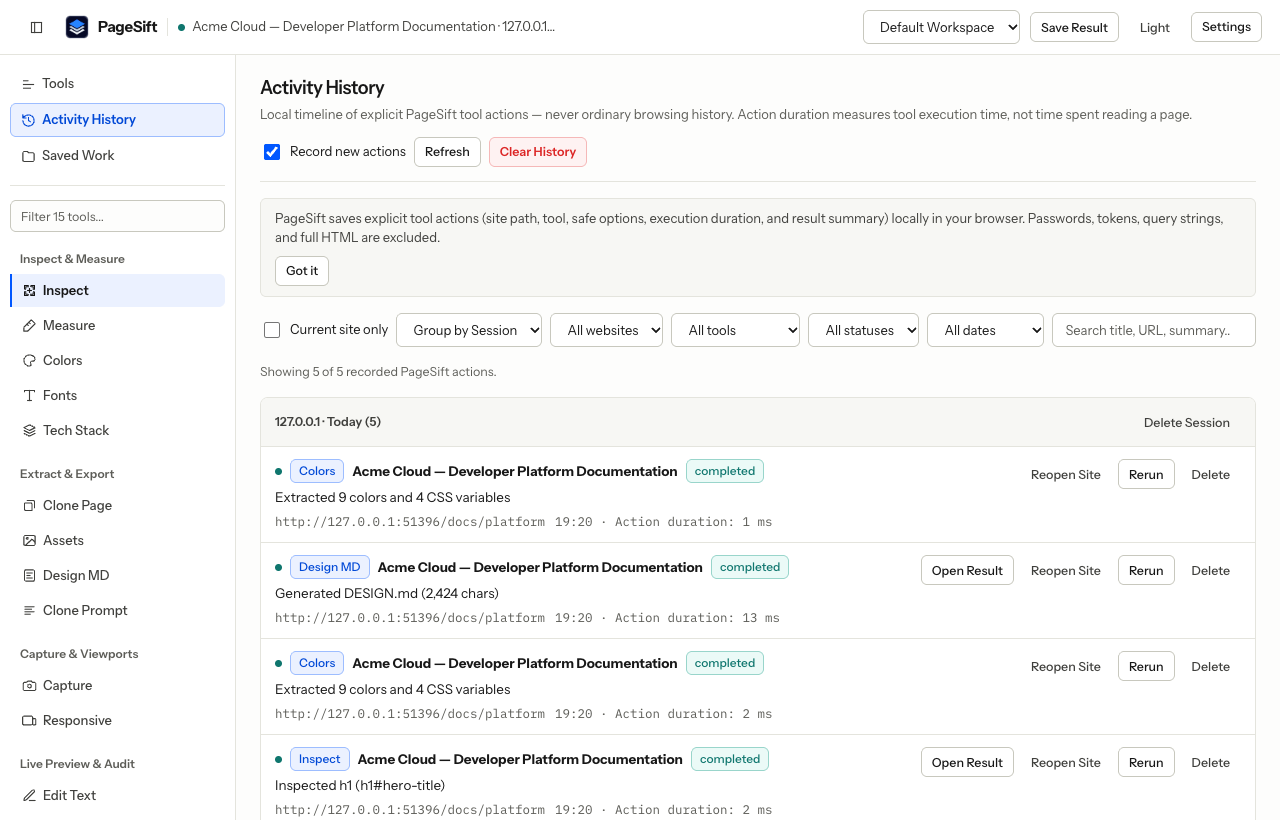 PageSift
Acme Cloud — Developer Platform Documentation · 127.0.0.1...
Default Workspace
Save Result
Light
Settings
Tools
Activity History
Saved Work
Filter 15 tools...
Inspect & Measure
Inspect
Measure
Colors
Fonts
Tech Stack
Extract & Export
Clone Page
Assets
Design MD
Clone Prompt
Capture & Viewports
Capture
Responsive
Live Preview & Audit
Edit Text
Activity History
Local timeline of explicit PageSift tool actions — never ordinary browsing history. Action duration measures tool execution time, not time spent reading a page.
Record new actions
Refresh
Clear History
PageSift saves explicit tool actions (site path, tool, safe options, execution duration, and result summary) locally in your browser. Passwords, tokens, query strings,
and full HTML are excluded.
Got it
Current site only
Group by Session
All websites
All tools
All statuses
All dates
Search title, URL, summary..
Showing 5 of 5 recorded PageSift actions.
127.0.0.1 · Today (5)
Delete Session
Colors Acme Cloud — Developer Platform Documentation completed
Reopen Site Rerun Delete
Extracted 9 colors and 4 CSS variables
http://127.0.0.1:51396/docs/platform 19:20 · Action duration: 1 ms
Design MD Acme Cloud — Developer Platform Documentation completed
Open Result Reopen Site Rerun Delete
Generated DESIGN.md (2,424 chars)
http://127.0.0.1:51396/docs/platform 19:20 · Action duration: 13 ms
Colors Acme Cloud — Developer Platform Documentation completed
Reopen Site Rerun Delete
Extracted 9 colors and 4 CSS variables
http://127.0.0.1:51396/docs/platform 19:20 · Action duration: 2 ms
Inspect Acme Cloud — Developer Platform Documentation completed
Open Result Reopen Site Rerun Delete
Inspected h1 (h1#hero-title)
http://127.0.0.1:51396/docs/platform 19:20 · Action duration: 2 ms